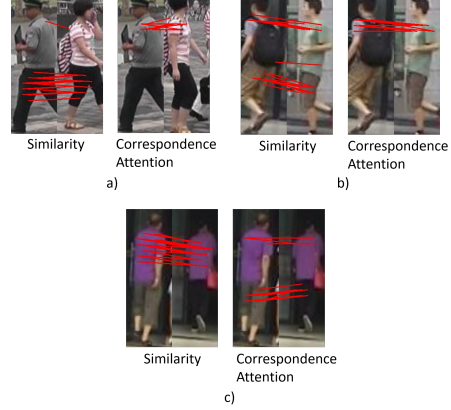 Similarity
Correspondence
Attention
a)
Similarity
Correspondence
Attention
b)
Similarity
Correspondence
Attention
c)